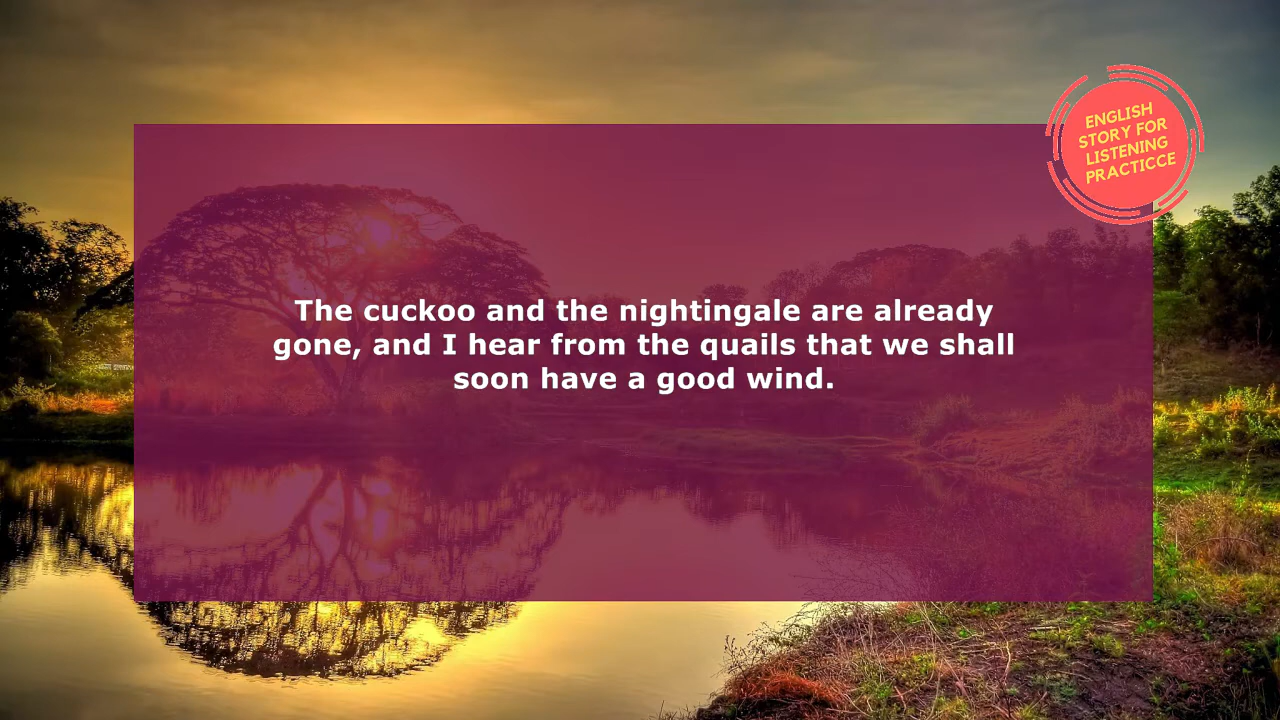 ENGLISH
STORY FOR
LISTENING
PRACTICCE
The cuckoo and the nightingale are already
gone, and I hear from the quails that we shall
soon have a good wind.